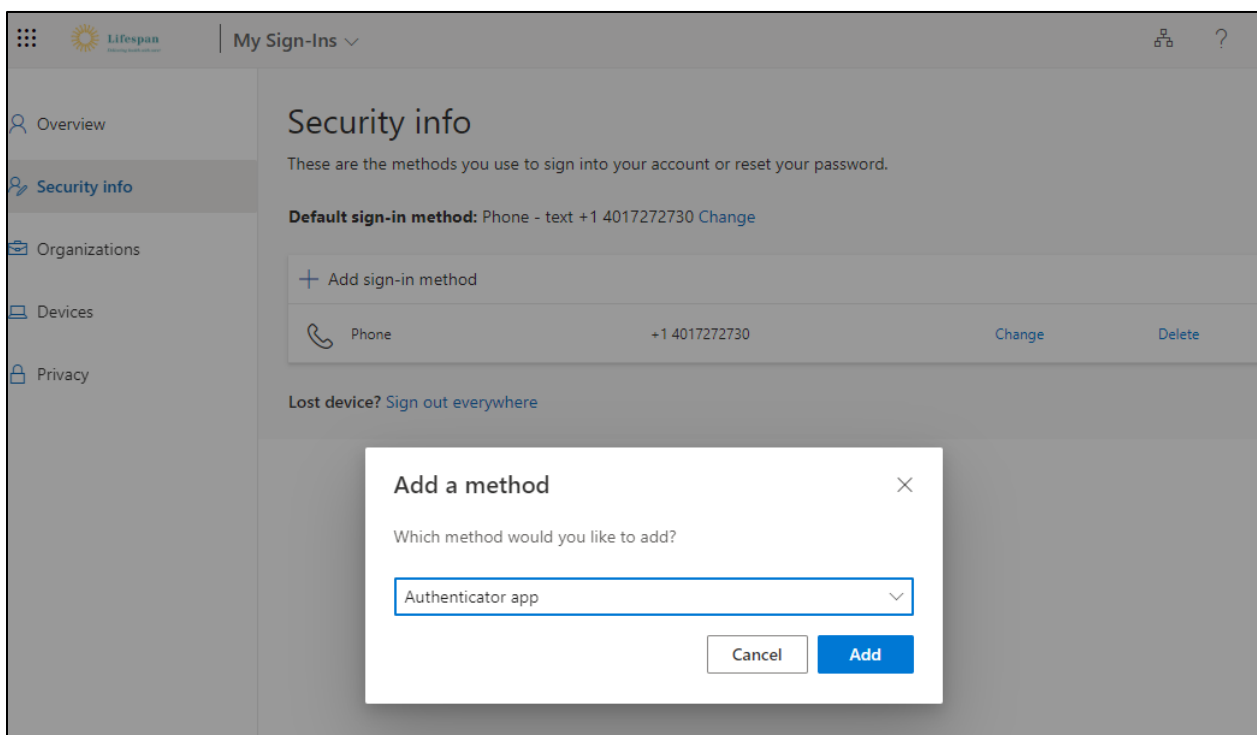 Lifespan
My Sign-Ins
?
Overview
Security info
Organizations
Devices
Privacy
Security info
These are the methods you use to sign into your account or reset your password.
Default sign-in method: Phone - text +1 4017272730 Change
Add sign-in method
Phone +1 4017272730 Change Delete
Lost device? Sign out everywhere
Add a method
Which method would you like to add?
Authenticator app
Cancel Add